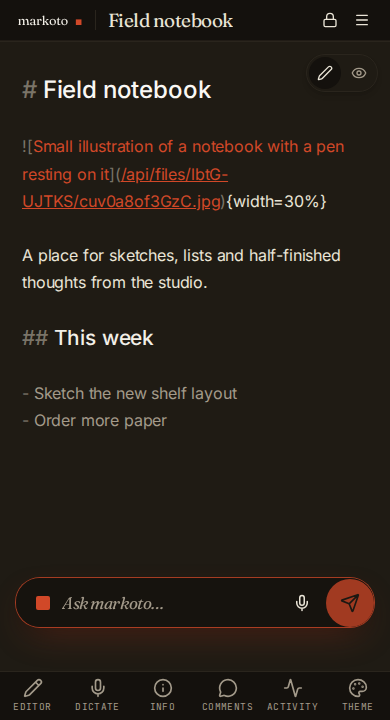 markoto
Field notebook
# Field notebook
![Small illustration of a notebook with a pen
resting on it](/api/files/lbtG-
UJTKS/cuv0a8of3GzC.jpg){width=30%}
A place for sketches, lists and half-finished
thoughts from the studio.
## This week
- Sketch the new shelf layout
- Order more paper
Ask markoto...
EDITOR DICTATE INFO COMMENTS ACTIVITY THEME